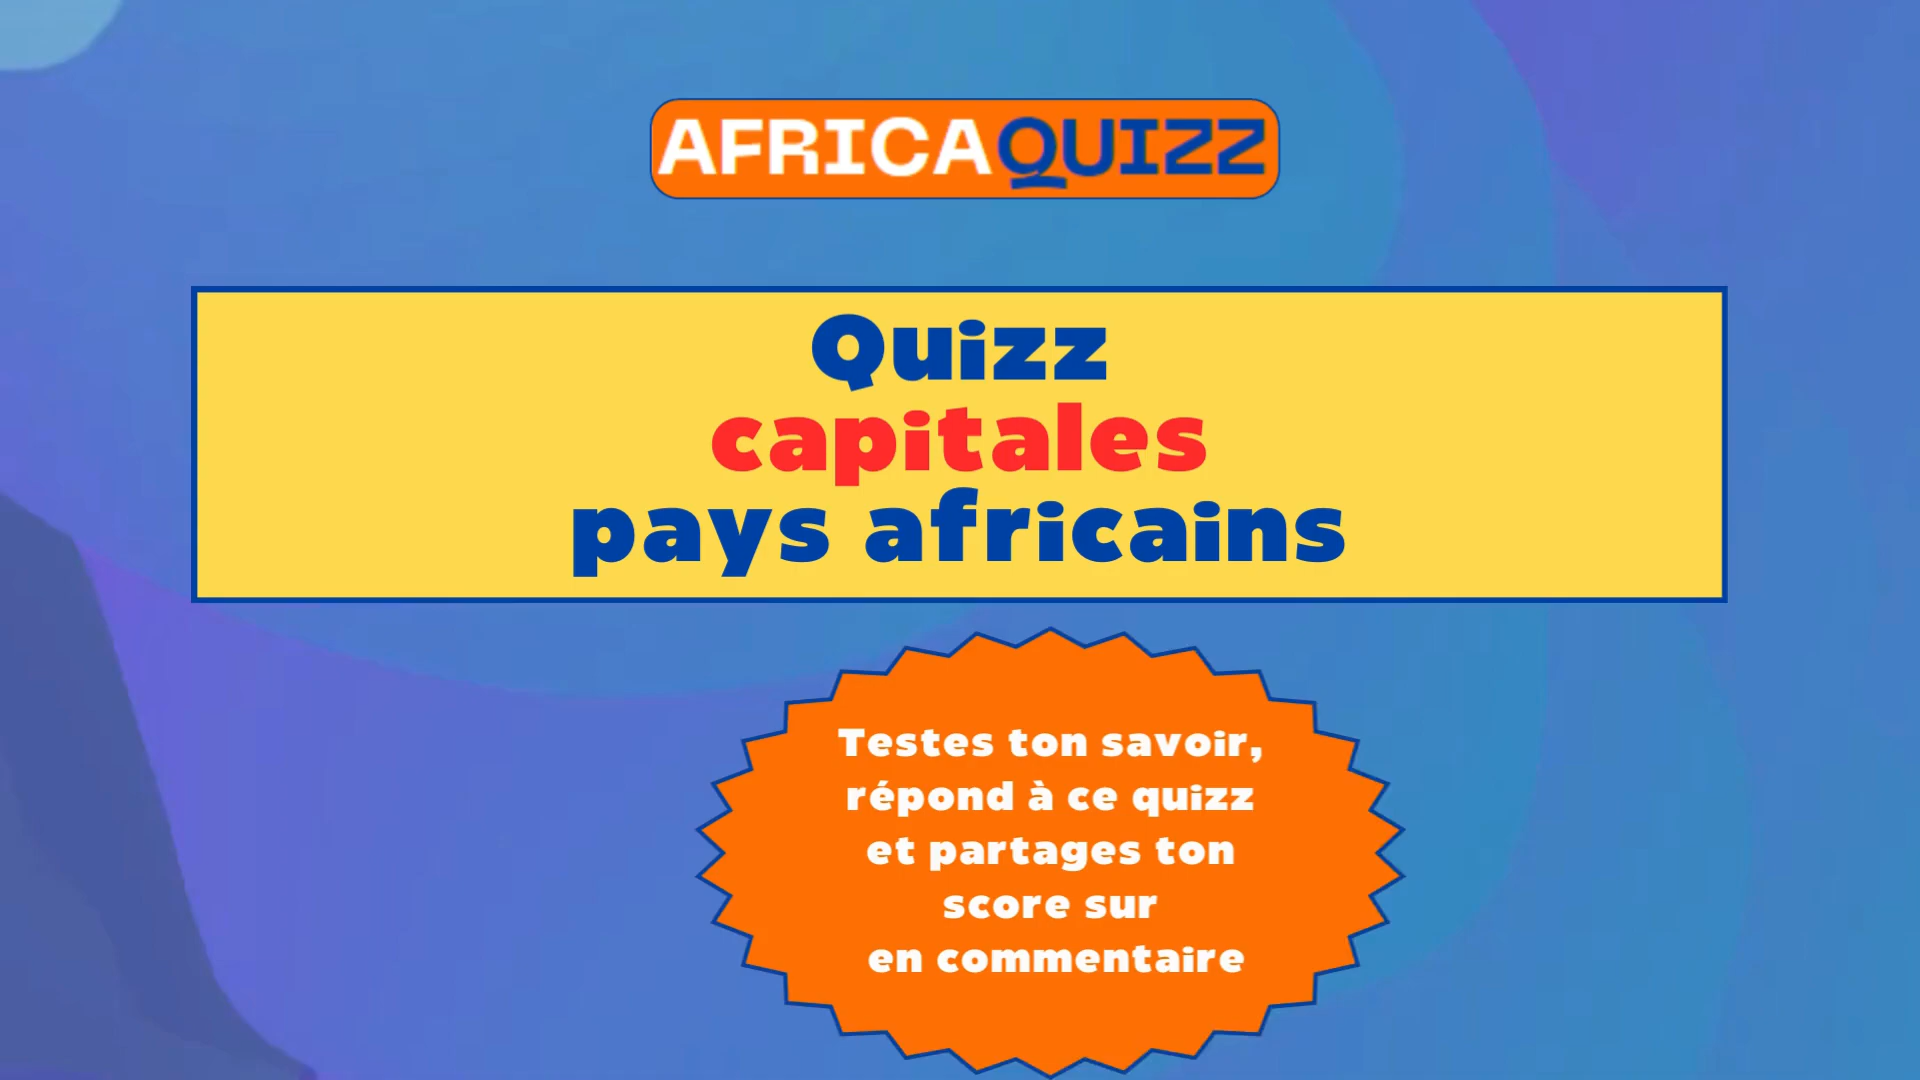 AFRICAQUIZZ
Quizz
capitales
pays africains
Testes ton savoir,
répond à ce quizz
et partages ton
score sur
en commentaire